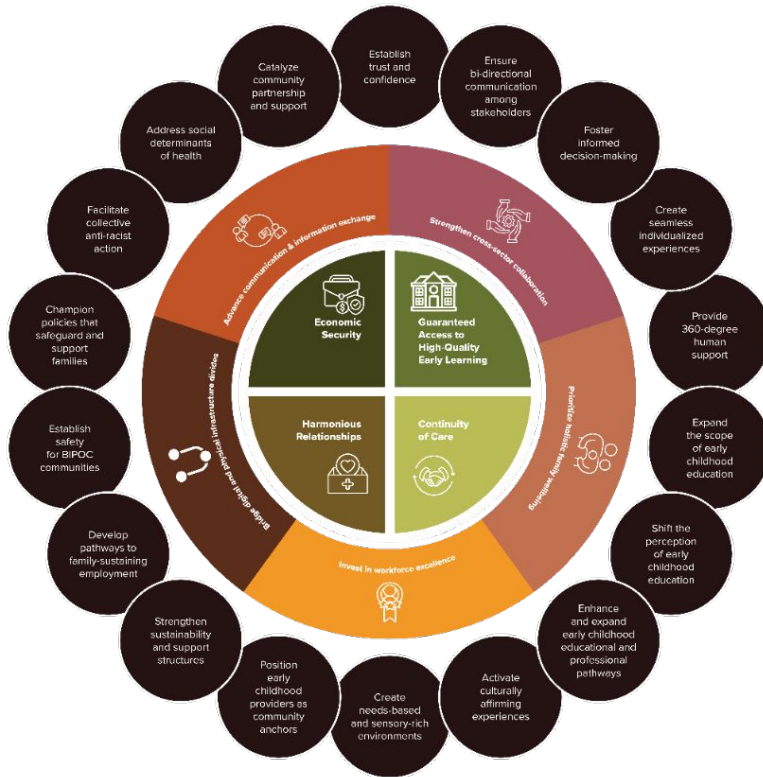 Establish
trust and
confidence
Ensure
bi-directional
communication
among
stakeholders
Foster
informed
decision-making
Create
seamless
individualized
experiences
Provide
360-degree
human
support
Expand
the scope
of early
childhood
education
Shift the
perception
of early
childhood
education
Enhance
and expand
early childhood
educational and
professional
pathways
Activate
culturally
affirming
experiences
Create
needs-based
and sensory-rich
environments
Position
early
childhood
providers as
community
anchors
Strengthen
sustainability
and support
structures
Develop
pathways to
family-sustaining
employment
Establish
safety
for BIPOC
communities
Champion
policies that
safeguard and
support
families
Facilitate
collective
anti-racist
action
Address social
determinants
of health
Catalyze
community
partnership
and support
Advance communication & information exchange
Strengthen cross-sector collaboration
Prioritize holistic family wellbeing
Invest in workforce excellence
Bridge digital and physical infrastructure divides
Economic
Security
Guaranteed
Access to
High-Quality
Early Learning
Harmonious
Relationships
Continuity
of Care